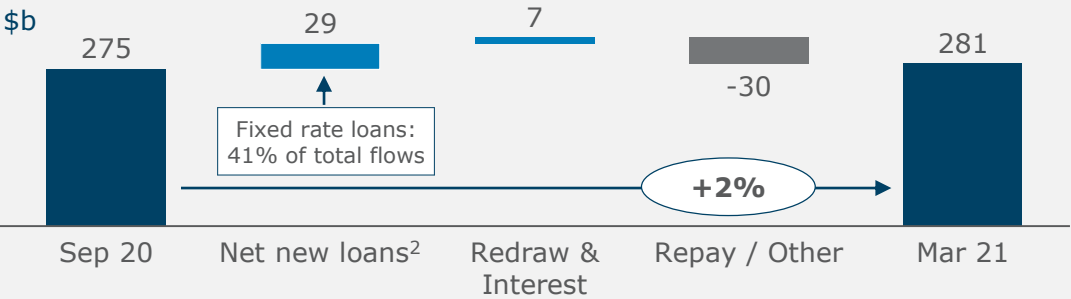 $b
275
29
7
-30
281
Fixed rate loans:
41% of total flows
+2%
Sep 20
Net new loans²
Redraw &
Interest
Repay / Other
Mar 21